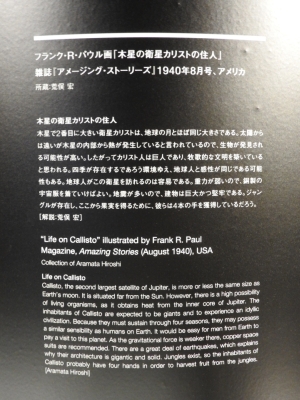 フランク・R・パウル画「木星の衛星カリストの住人」
雑誌『アメージング・ストーリーズ』1940年8月号、アメリカ
所蔵：荒俣 宏
木星の衛星カリストの住人
木星で2番目に大きい衛星カリストは、地球の月とほぼ同じ大きさである。太陽から
は遠いが木星の内部から熱が発生していると言われているので、生物が発見され
る可能性が高い。したがってカリスト人は巨人であり、牧歌的な文明を築いている
と思われる。四季が存在するであろう環境ゆえ、地球人と感性が同じである可能
性もある。地球人がこの衛星を訪れるのは容易である。重力が弱いので、銅製の
宇宙服を着ていけばよい。地震が多いので、建物は巨大かつ堅牢である。ジャン
グルが存在し、ここから果実を得るために、彼らは4本の手を獲得しているだろう。
［解説：荒俣 宏］
"Life on Callisto" illustrated by Frank R. Paul
Magazine, Amazing Stories (August 1940), USA
Collection of Aramata Hiroshi
Life on Callisto
Callisto, the second largest satellite of Jupiter, is more or less the same size as
Earth's moon. It is situated far from the Sun. However, there is a high possibility
of living organisms, as it obtains heat from the inner core of Jupiter. The
inhabitants of Callisto are expected to be giants and to experience an idyllic
civilization. Because they must sustain through four seasons, they may possess
a similar sensibility as humans on Earth. It would be easy for men from Earth to
pay a visit to this planet. As the gravitational force is weaker there, copper space
suits are recommended. There are a great deal of earthquakes, which explains
why their architecture is gigantic and solid. Jungles exist, so the inhabitants of
Callisto probably have four hands in order to harvest fruit from the jungles.
[Aramata Hiroshi]